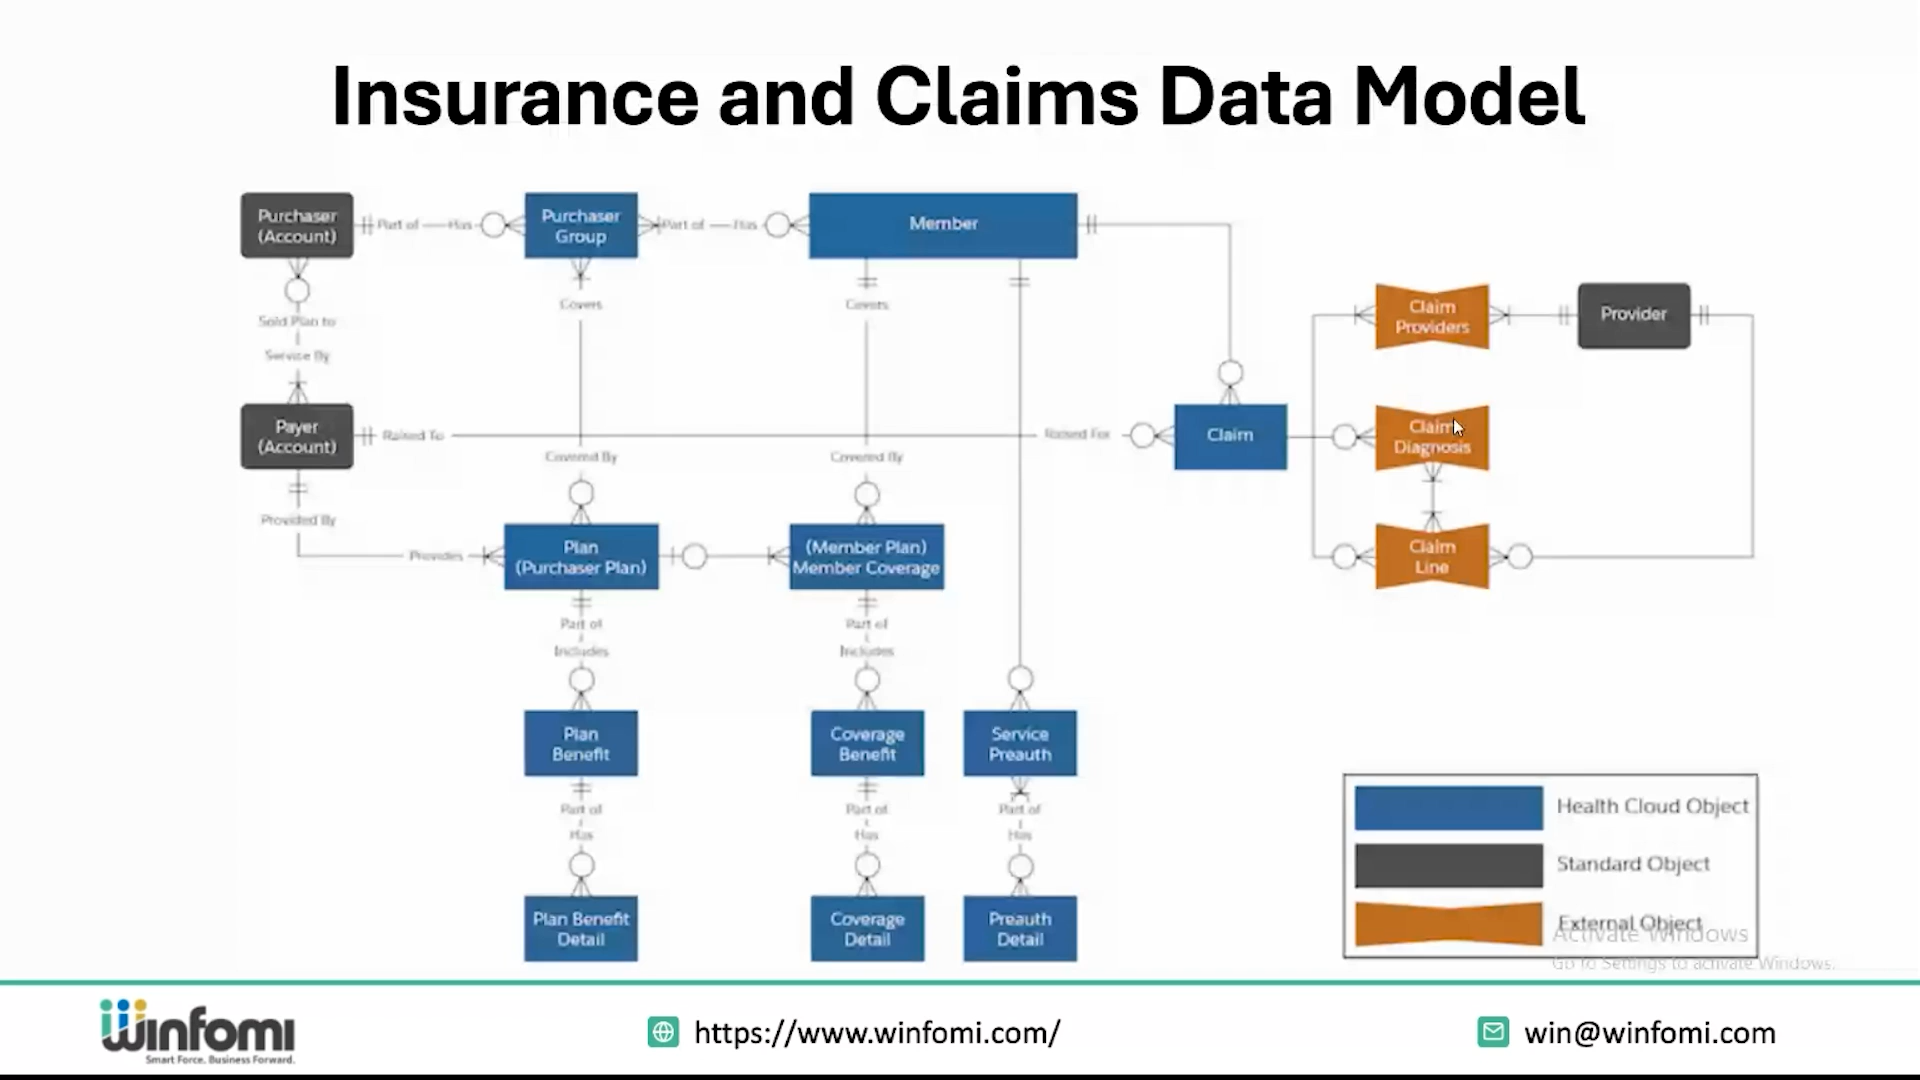 Insurance and Claims Data Model
Purchaser
(Account)
Part of
Has
Purchaser
Group
Part of
Has
Member
Sold Plan to
Service By
Covers
Covers
Claim
Providers
Provider
Payer
(Account)
Raised To
Raised For
Claim
Claim
Diagnosis
Covered By
Covered By
Provided By
Provides
Plan
(Purchaser Plan)
(Member Plan)
Member Coverage
Claim
Line
Part of
Includes
Part of
Includes
Plan
Benefit
Coverage
Benefit
Service
Preauth
Part of
Has
Part of
Has
Part of
Has
Plan Benefit
Detail
Coverage
Detail
Preauth
Detail
Health Cloud Object
Standard Object
External Object
Activate Windows
Go to Settings to activate Windows.
winfomi
Smart Force. Business Forward.
https://www.winfomi.com/
win@winfomi.com